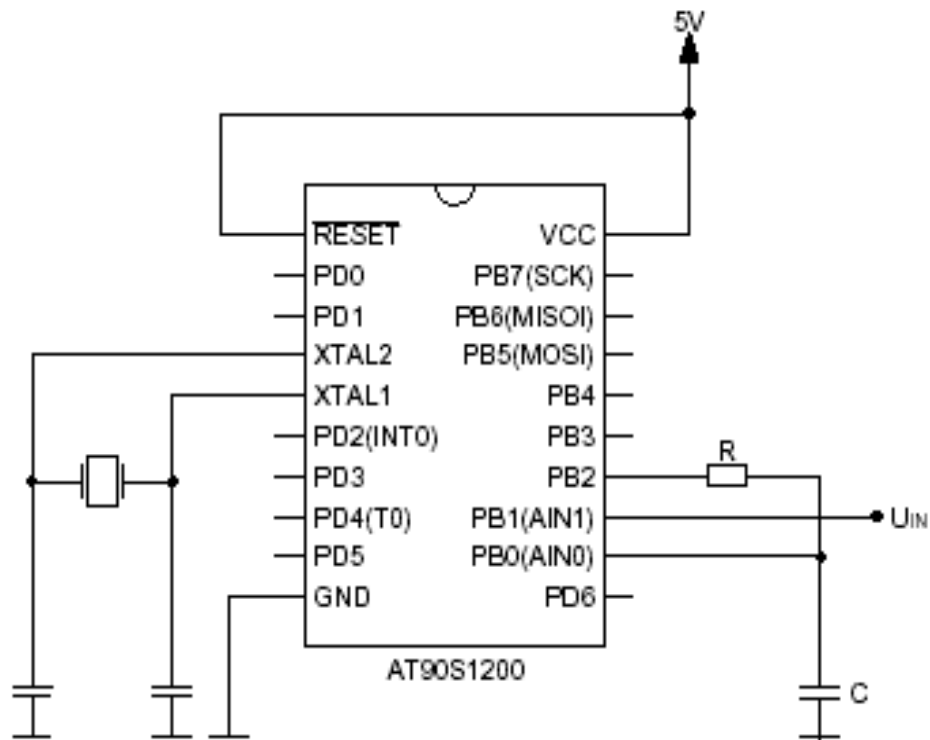 5V
RESET
VCC
PD0
PB7(SCK)
PD1
PB6(MISOI)
XTAL2
PB5(MOSI)
XTAL1
PB4
PD2(INT0)
PB3
R
PD3
PB2
PD4(T0)
PB1(AIN1)
UIN
PD5
PB0(AIN0)
GND
PD6
AT90S1200
C